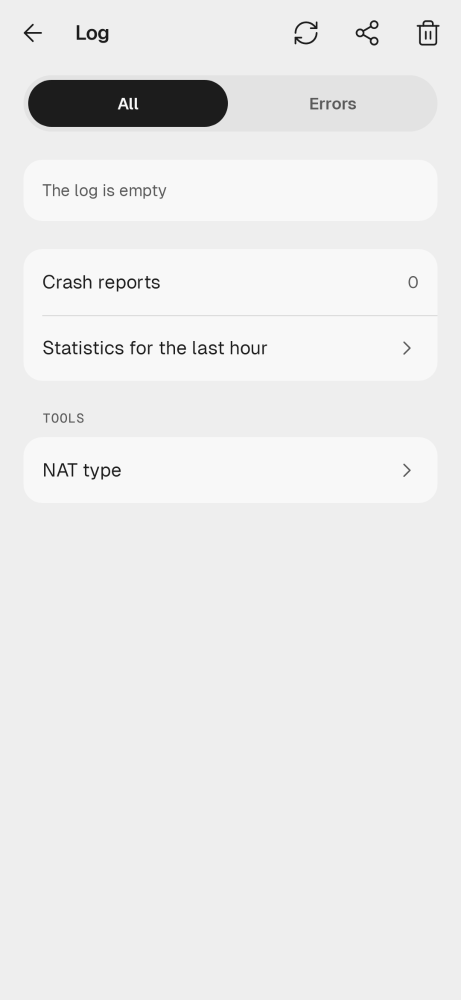 Log
All
Errors
The log is empty
Crash reports 0
Statistics for the last hour
TOOLS
NAT type